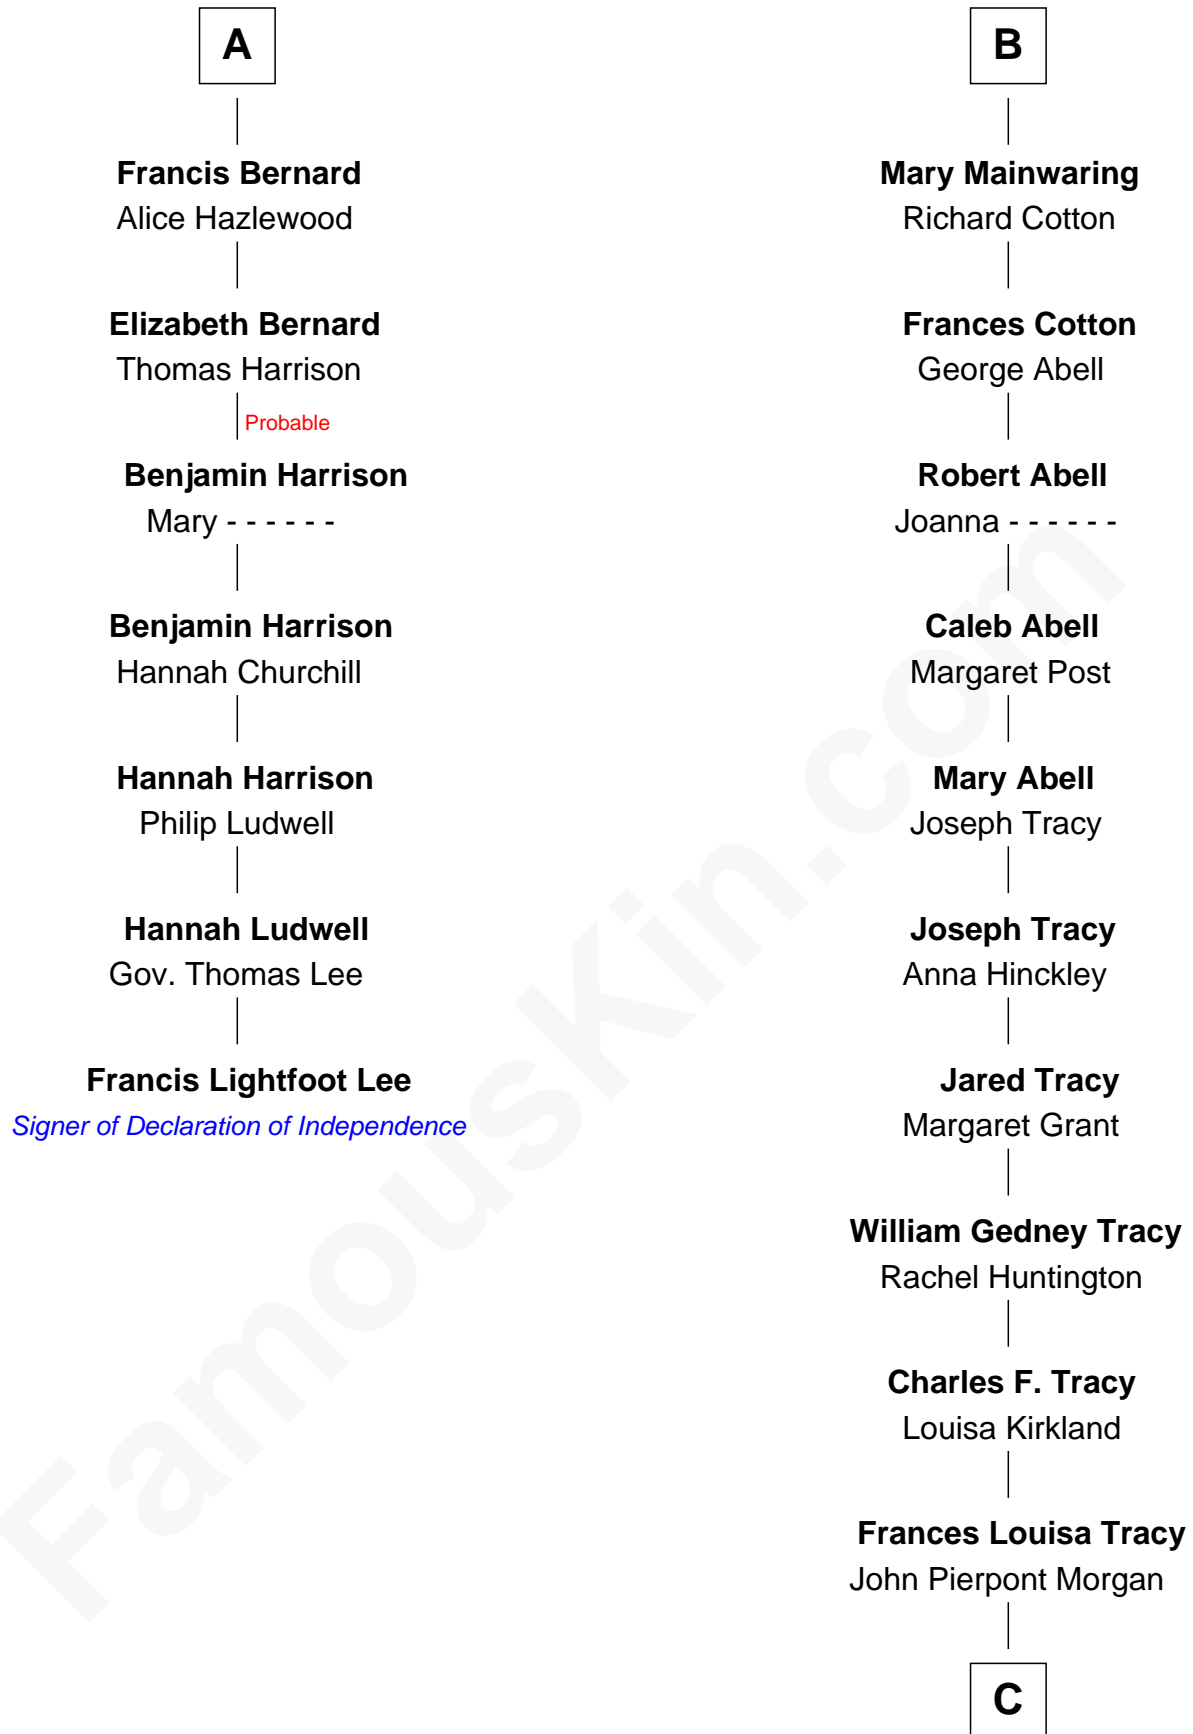 A
Francis Bernard
Alice Hazlewood
Elizabeth Bernard
Thomas Harrison
Probable
Benjamin Harrison
Mary - - - - - -
Benjamin Harrison
Hannah Churchill
Hannah Harrison
Philip Ludwell
Hannah Ludwell
Gov. Thomas Lee
Francis Lightfoot Lee
Signer of Declaration of Independence
B
Mary Mainwaring
Richard Cotton
Frances Cotton
George Abell
Robert Abell
Joanna - - - - - -
Caleb Abell
Margaret Post
Mary Abell
Joseph Tracy
Joseph Tracy
Anna Hinckley
Jared Tracy
Margaret Grant
William Gedney Tracy
Rachel Huntington
Charles F. Tracy
Louisa Kirkland
Frances Louisa Tracy
John Pierpont Morgan
C
FamousKin.com